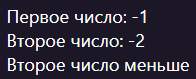 Первое число: -1
Второе число: -2
Второе число меньше